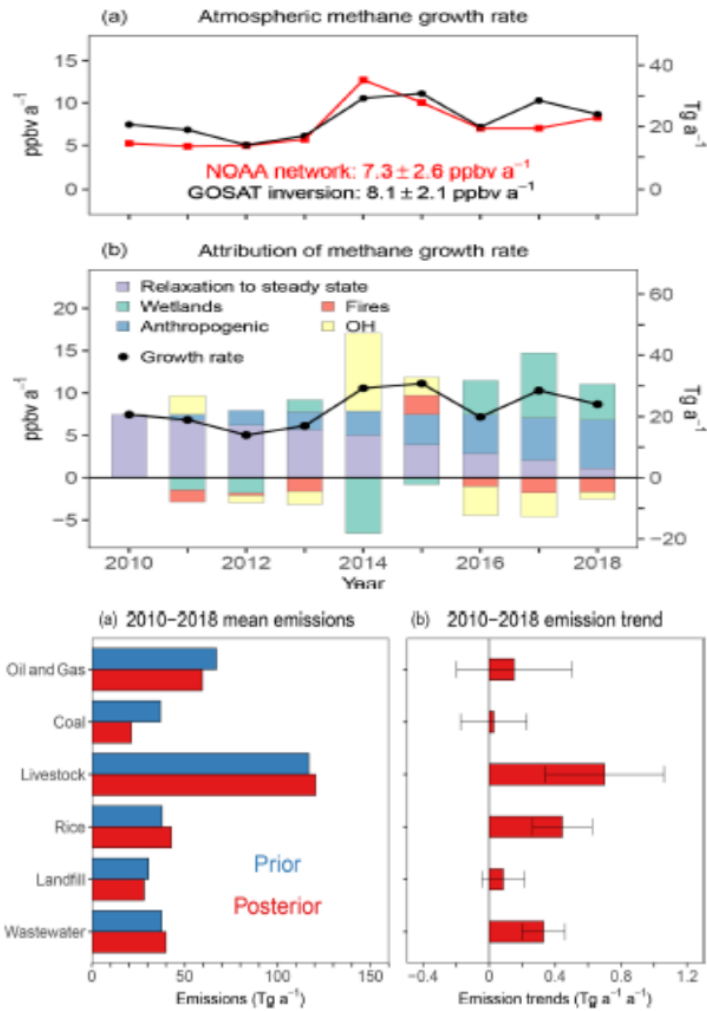 (a) Atmospheric methane growth rate
15
10
5
0
ppbv a⁻¹
40
20
0
Tg a⁻¹
NOAA network: 7.3 ± 2.6 ppbv a⁻¹
GOSAT inversion: 8.1 ± 2.1 ppbv a⁻¹
(b) Attribution of methane growth rate
Relaxation to steady state
Wetlands Fires
Anthropogenic OH
Growth rate
20
15
10
5
0
−5
ppbv a⁻¹
60
40
20
0
−20
Tg a⁻¹
2010 2012 2014 2016 2018
Year
(a) 2010−2018 mean emissions
Oil and Gas
Coal
Livestock
Rice
Landfill
Wastewater
Prior
Posterior
0 50 100 150
Emissions (Tg a⁻¹)
(b) 2010−2018 emission trend
−0.4 0 0.4 0.8 1.2
Emission trends (Tg a⁻¹ a⁻¹)